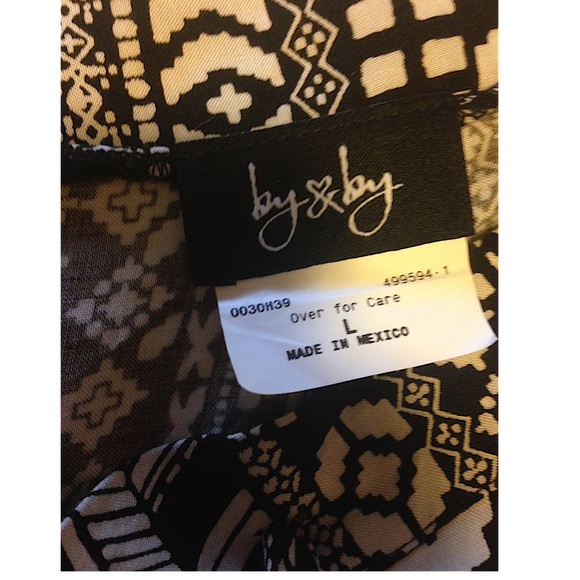 by & by
499594-1
0030H39
Over for Care
L
MADE IN MEXICO